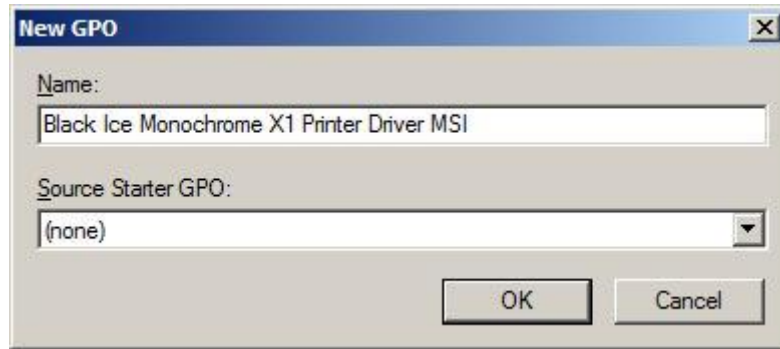 New GPO
Name:
Black Ice Monochrome X1 Printer Driver MSI
Source Starter GPO:
(none)
OK Cancel